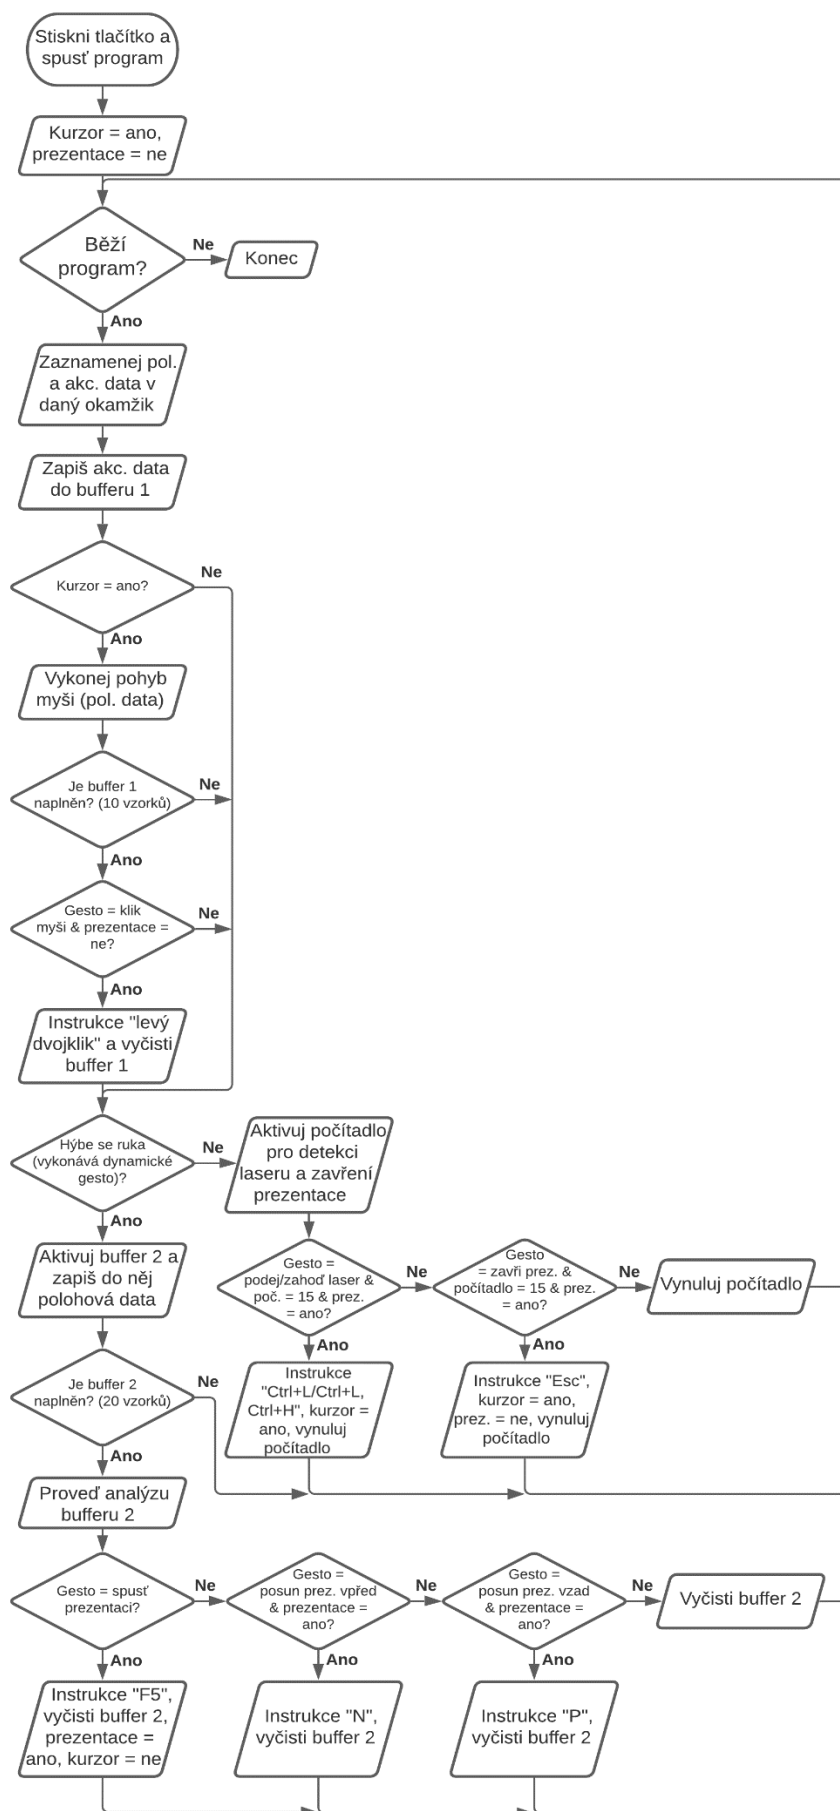 Stiskni tlačítko a
spusť program
Kurzor = ano,
prezentace = ne
Běží
program?
Ne
Konec
Ano
Zaznamenej pol.
a akc. data v
daný okamžik
Zapiš akc. data
do bufferu 1
Kurzor = ano?
Ne
Ano
Vykonej pohyb
myši (pol. data)
Je buffer 1
naplněn? (10 vzorků)
Ne
Ano
Gesto = klik
myši & prezentace =
ne?
Ne
Ano
Instrukce "levý
dvojklik" a vyčisti
buffer 1
Hýbe se ruka
(vykonává dynamické
gesto)?
Ne
Aktivuj počítadlo
pro detekci
laseru a zavření
prezentace
Ano
Aktivuj buffer 2 a
zapiš do něj
polohová data
Gesto =
podej/zahoď laser &
poč. = 15 & prez.
= ano?
Ne
Gesto
= zavři prez. &
počítadlo = 15 & prez.
= ano?
Ne
Vynuluj počítadlo
Ano
Ano
Je buffer 2
naplněn? (20 vzorků)
Ne
Instrukce
"Ctrl+L/Ctrl+L,
Ctrl+H", kurzor =
ano, vynuluj
počítadlo
Instrukce "Esc",
kurzor = ano,
prez. = ne, vynuluj
počítadlo
Ano
Proveď analýzu
bufferu 2
Gesto = spusť
prezentaci?
Ne
Gesto =
posun prez. vpřed
& prezentace =
ano?
Ne
Gesto =
posun prez. vzad
& prezentace =
ano?
Ne
Vyčisti buffer 2
Ano
Ano
Ano
Instrukce "F5",
vyčisti buffer 2,
prezentace =
ano, kurzor = ne
Instrukce "N",
vyčisti buffer 2
Instrukce "P",
vyčisti buffer 2